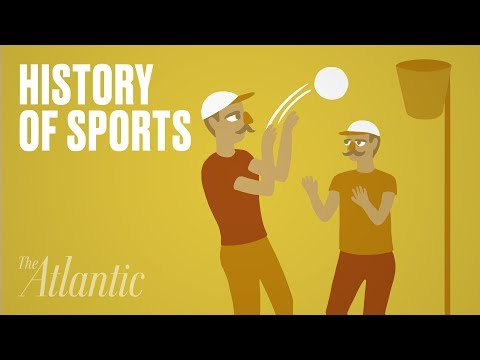 HISTORY
OF SPORTS
The
Atlantic